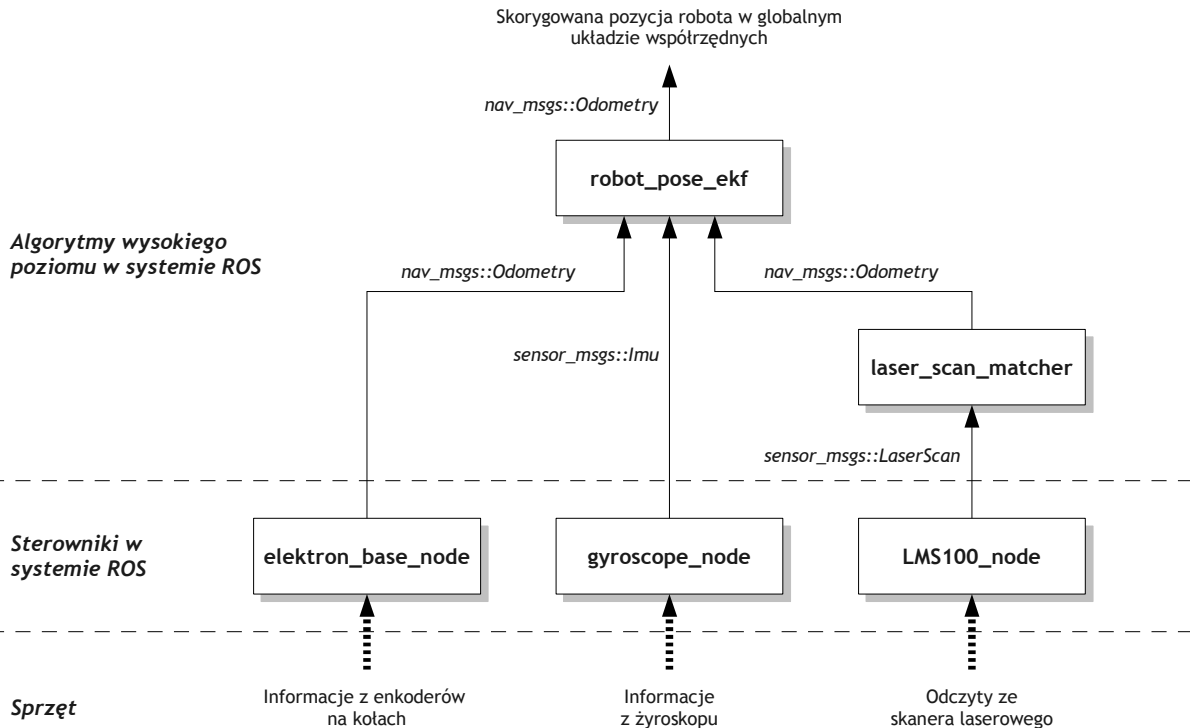 Skorygowana pozycja robota w globalnym
układzie współrzędnych
nav_msgs::Odometry
robot_pose_ekf
Algorytmy wysokiego
poziomu w systemie ROS
nav_msgs::Odometry
nav_msgs::Odometry
sensor_msgs::Imu
laser_scan_matcher
sensor_msgs::LaserScan
Sterowniki w
systemie ROS
elektron_base_node
gyroscope_node
LMS100_node
Sprzęt
Informacje z enkoderów
na kołach
Informacje
z żyroskopu
Odczyty ze
skanera laserowego